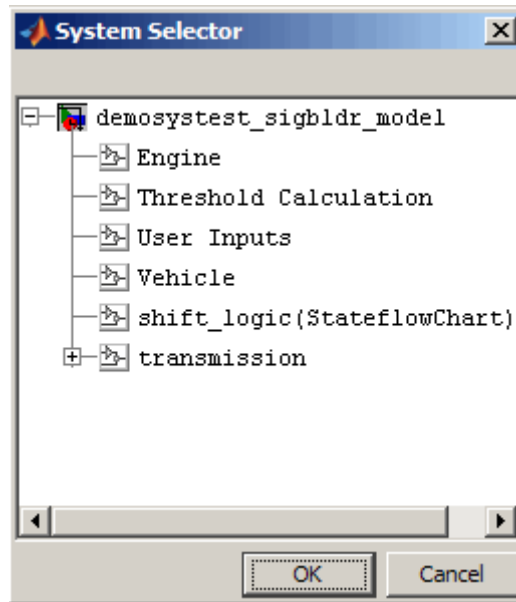 System Selector
demosystest_sigbldr_model
Engine
Threshold Calculation
User Inputs
Vehicle
shift_logic(StateflowChart)
transmission
OK Cancel